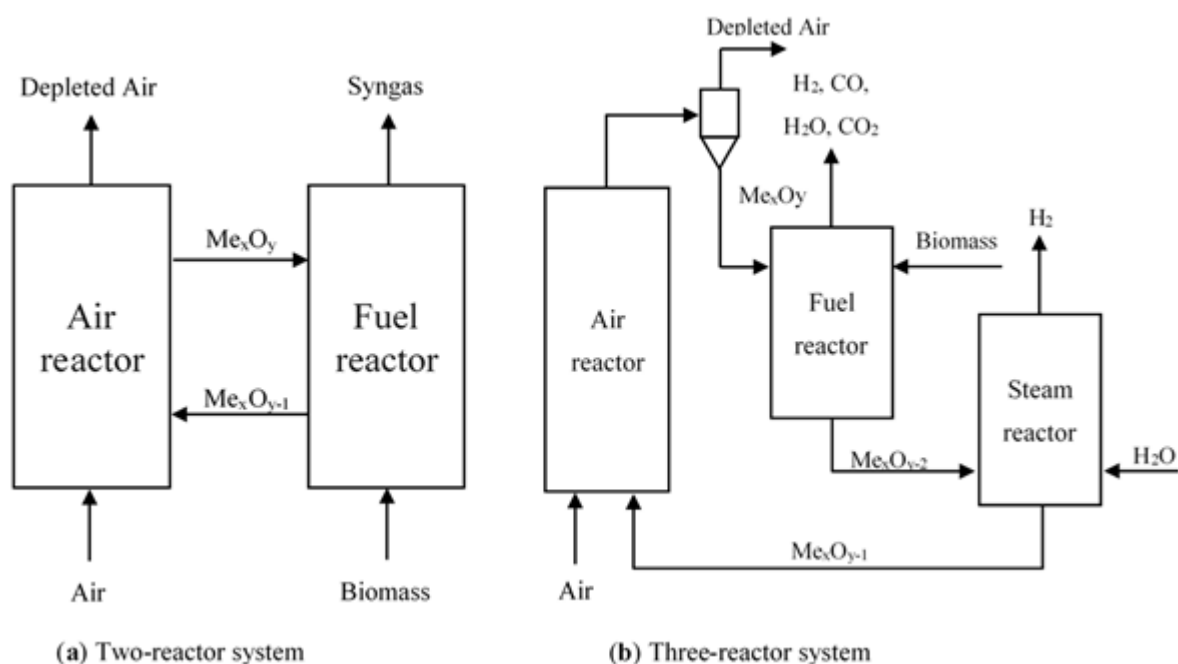 Depleted Air
Syngas
MexOy
Air
reactor
Fuel
reactor
MexOy-1
Air
Biomass
(a) Two-reactor system
Depleted Air
H2, CO,
H2O, CO2
MexOy
H2
Biomass
Air
reactor
Fuel
reactor
Steam
reactor
MexOy-2
H2O
MexOy-1
Air
(b) Three-reactor system